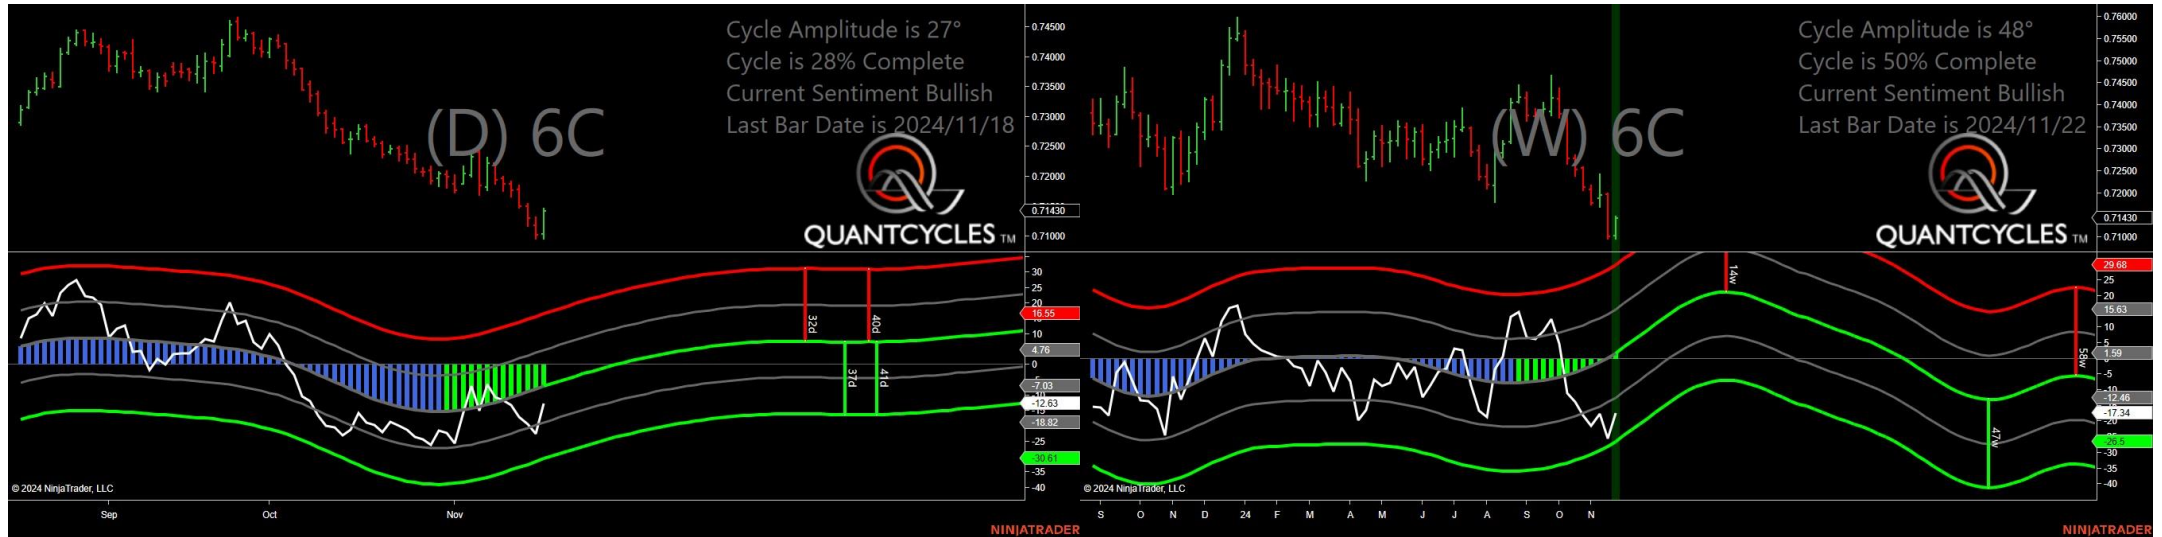 Cycle Amplitude is 27°
Cycle is 28% Complete
Current Sentiment Bullish
Last Bar Date is 2024/11/18
(D) 6C
QUANTCYCLES TM
0.74500
0.74000
0.73500
0.73000
0.72500
0.72000
0.71430
0.71000
30
25
20
16.55
10
4.76
0
-7.03
-12.63
-18.82
-25
-30.61
-35
-40
32d
40d
37d
41d
© 2024 NinjaTrader, LLC
Sep
Oct
Nov
NINJATRADER
Cycle Amplitude is 48°
Cycle is 50% Complete
Current Sentiment Bullish
Last Bar Date is 2024/11/22
(W) 6C
QUANTCYCLES TM
0.76000
0.75500
0.75000
0.74500
0.74000
0.73500
0.73000
0.72500
0.72000
0.71430
0.71000
29.68
25
20
15.63
10
5
1.59
-5
-10
-12.46
-17.34
-26.5
-30
-35
-40
14w
58w
47w
© 2024 NinjaTrader, LLC
S
O
N
D
24
F
M
A
M
J
J
A
S
O
N
NINJATRADER